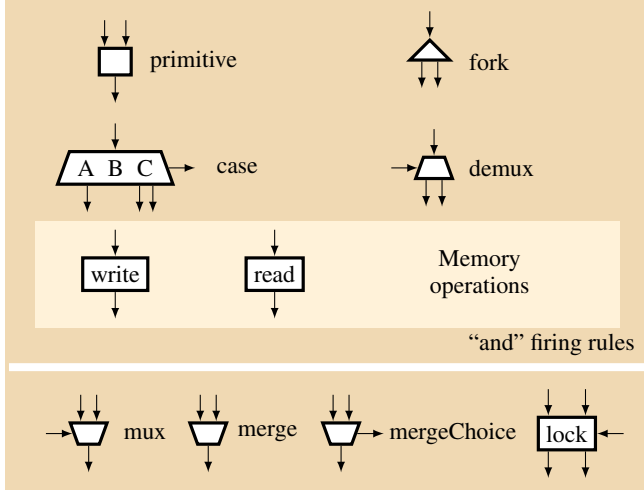 primitive
fork
A B C
case
demux
write
read
Memory
operations
“and” firing rules
mux
merge
mergeChoice
lock